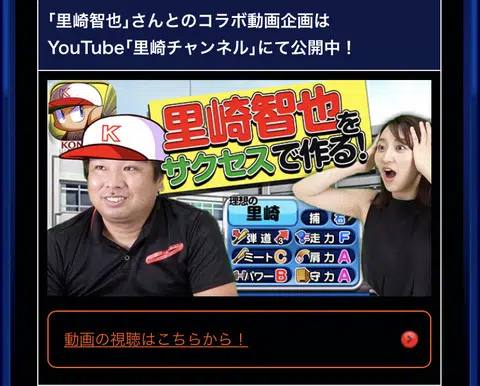 ｢里崎智也｣さんとのコラボ動画企画は
YouTube｢里崎チャンネル｣にて公開中！
KON
K
里崎智也を
サクセスで作る!
理想の
里崎
捕
弾道
走力 F
ミート C
肩力 A
パワー B
守力 A
動画の視聴はこちらから！